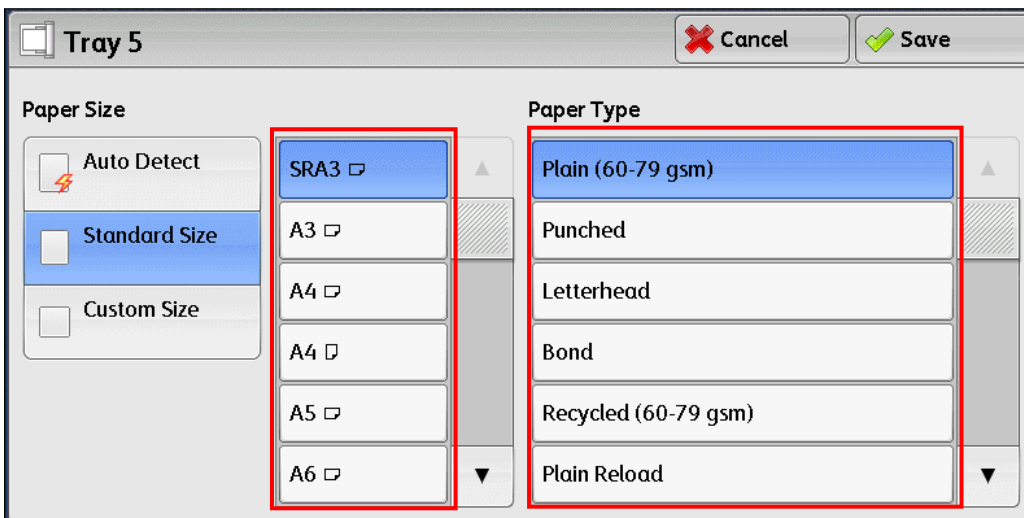 Tray 5
Cancel
Save
Paper Size
Paper Type
Auto Detect
Standard Size
Custom Size
SRA3
A3
A4
A4
A5
A6
Plain (60-79 gsm)
Punched
Letterhead
Bond
Recycled (60-79 gsm)
Plain Reload